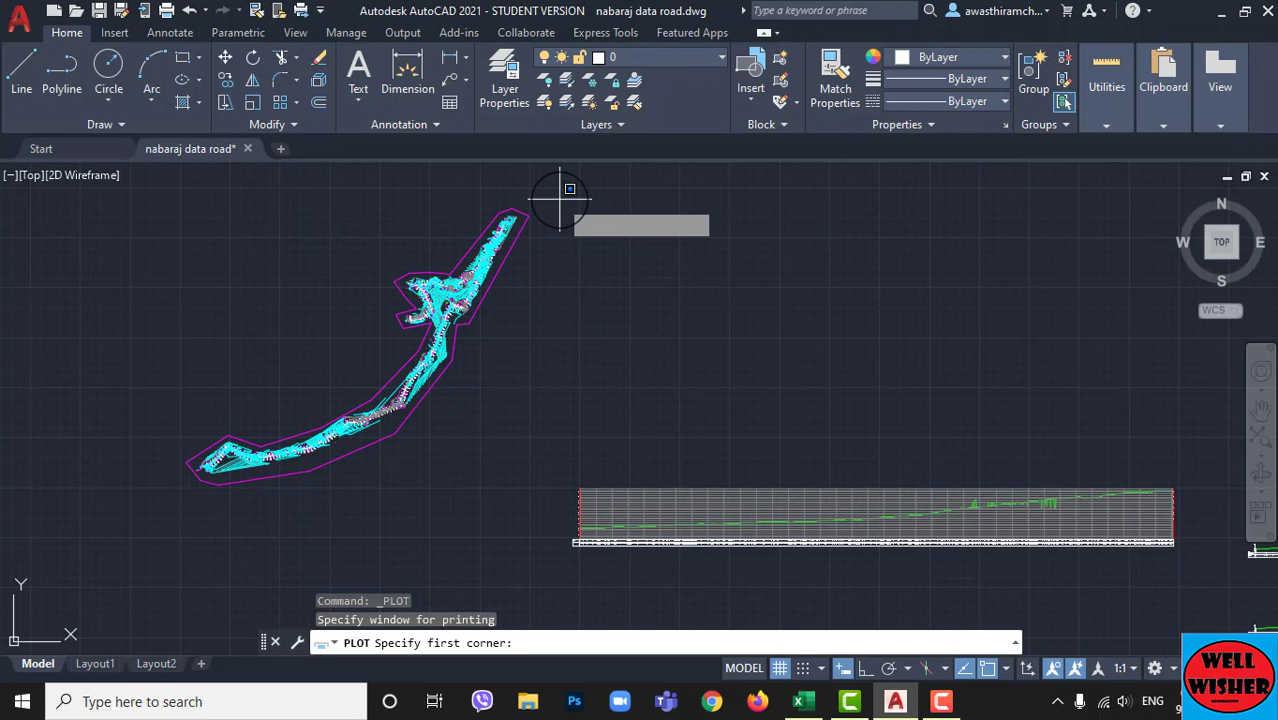 Autodesk AutoCAD 2021 - STUDENT VERSION nabaraj data road.dwg
Type a keyword or phrase
awasthiramch...
Home Insert Annotate Parametric View Manage Output Add-ins Collaborate Express Tools Featured Apps
0
ByLayer
ByLayer
ByLayer
Line Polyline Circle Arc
Text Dimension
Layer Properties
Insert
Match Properties
Group
Utilities
Clipboard
View
Draw Modify Annotation Layers Block Properties Groups
Start
nabaraj data road*
[−][Top][2D Wireframe]
N
W TOP E
S
WCS
Y
X
Command: _PLOT
Specify window for printing
PLOT Specify first corner:
Model Layout1 Layout2
MODEL
1:1
WELL
WISHER
Type here to search
Ps
ENG